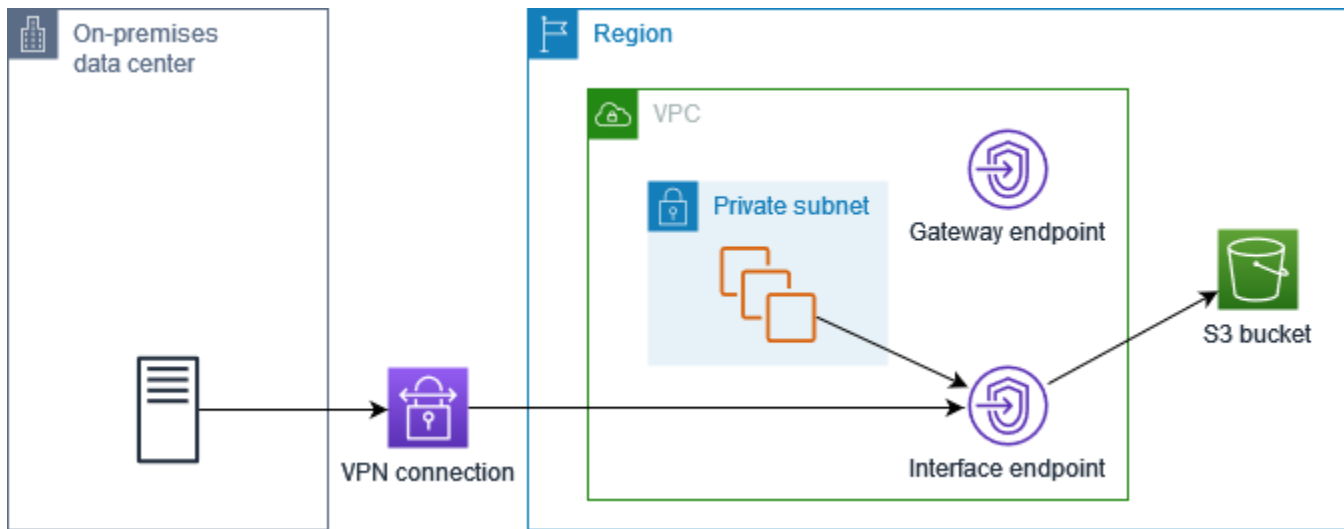 On-premises
data center
Region
VPC
Private subnet
Gateway endpoint
S3 bucket
VPN connection
Interface endpoint